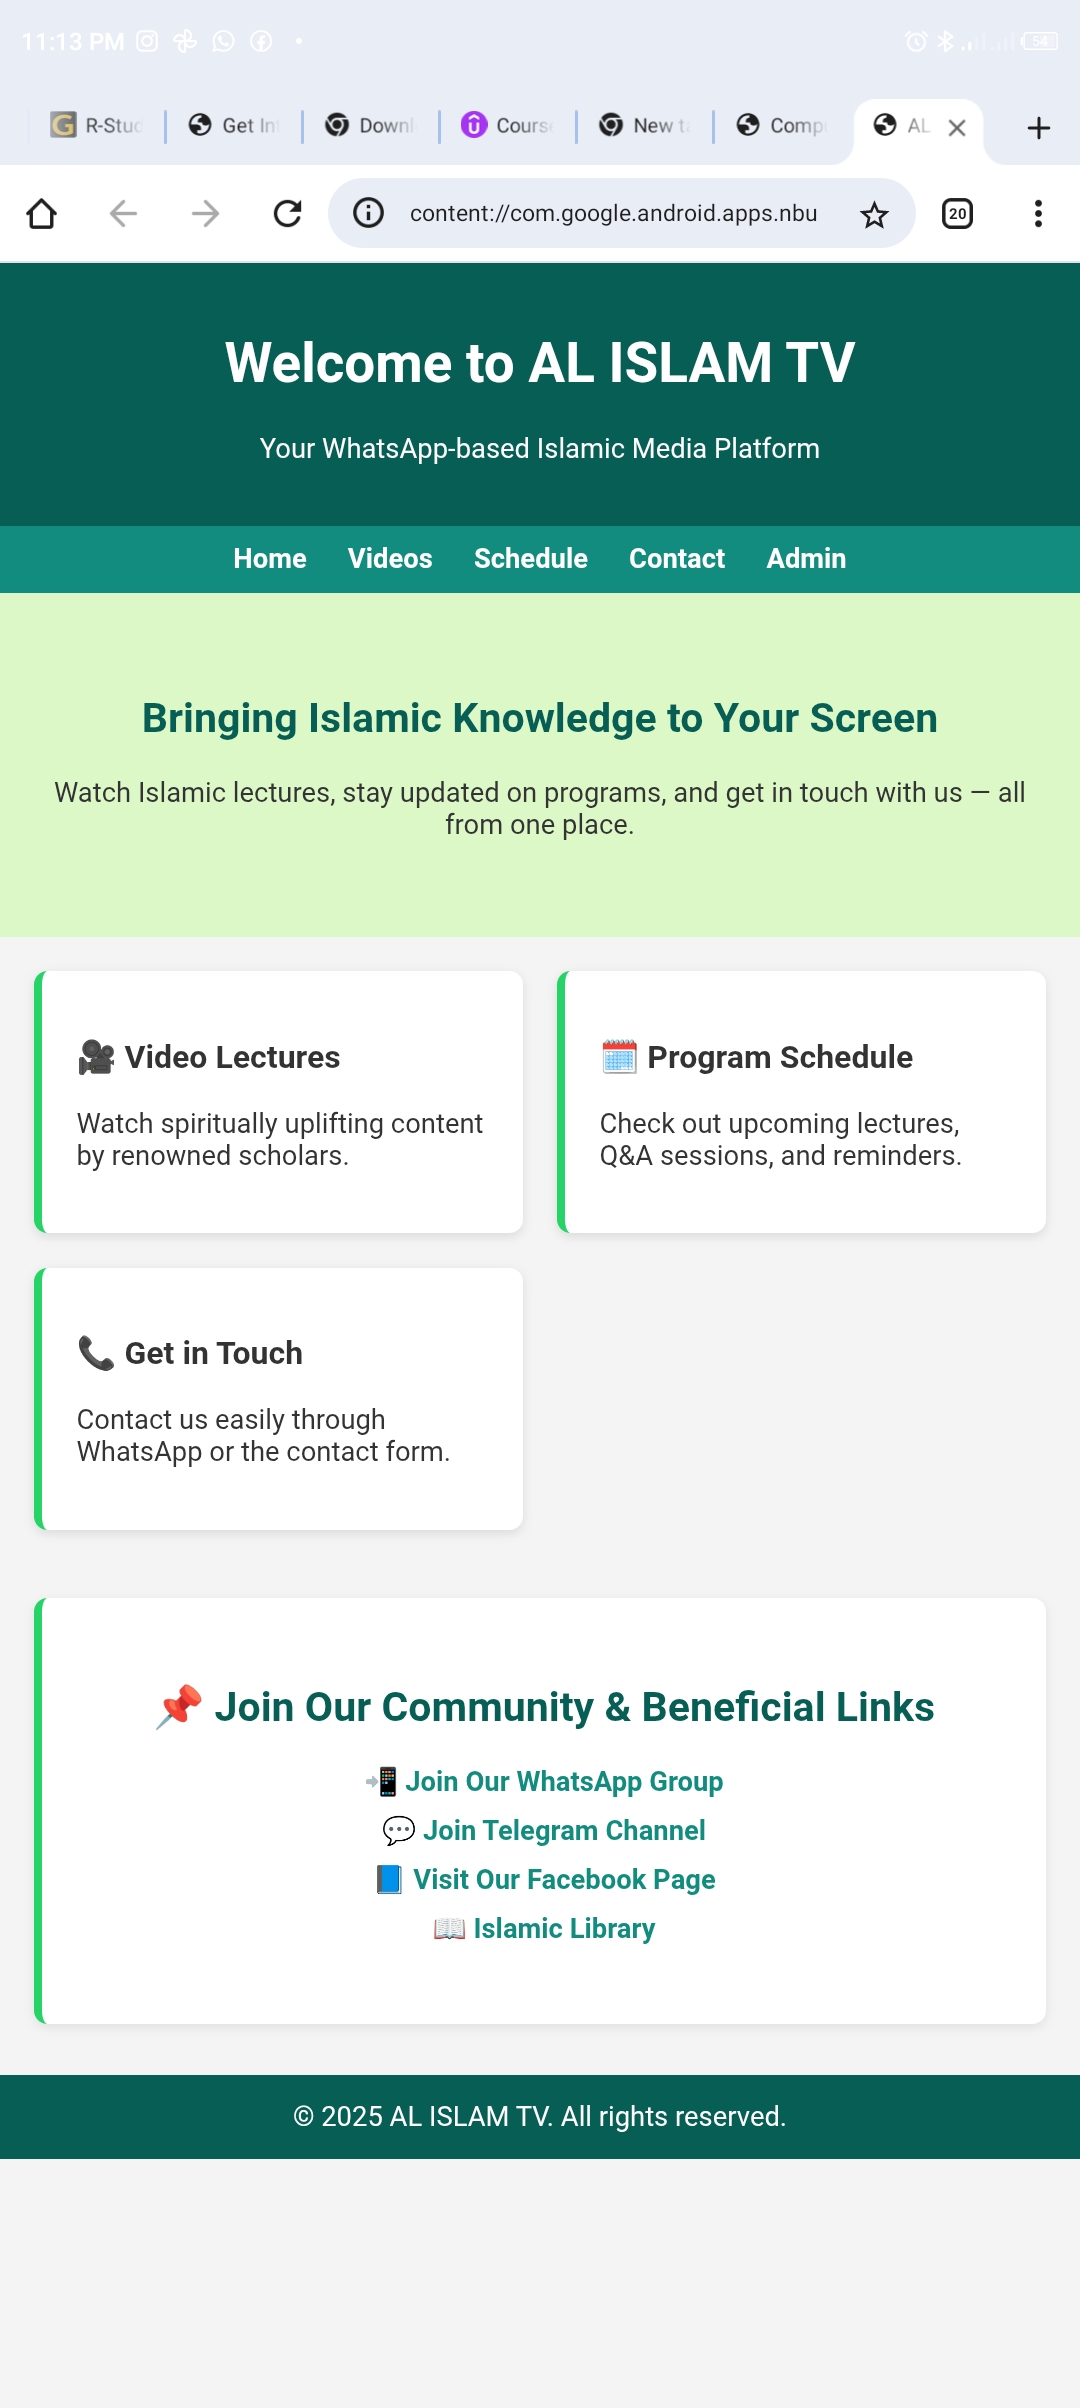 11:13 PM
54
R-Stud
Get In
Downl
Cours
New ta
Comp
AL
content://com.google.android.apps.nbu
20
Welcome to AL ISLAM TV
Your WhatsApp-based Islamic Media Platform
Home Videos Schedule Contact Admin
Bringing Islamic Knowledge to Your Screen
Watch Islamic lectures, stay updated on programs, and get in touch with us — all
from one place.
🎥 Video Lectures
Watch spiritually uplifting content
by renowned scholars.
🗓️ Program Schedule
Check out upcoming lectures,
Q&A sessions, and reminders.
📞 Get in Touch
Contact us easily through
WhatsApp or the contact form.
📌 Join Our Community & Beneficial Links
📲 Join Our WhatsApp Group
💬 Join Telegram Channel
📘 Visit Our Facebook Page
📖 Islamic Library
© 2025 AL ISLAM TV. All rights reserved.